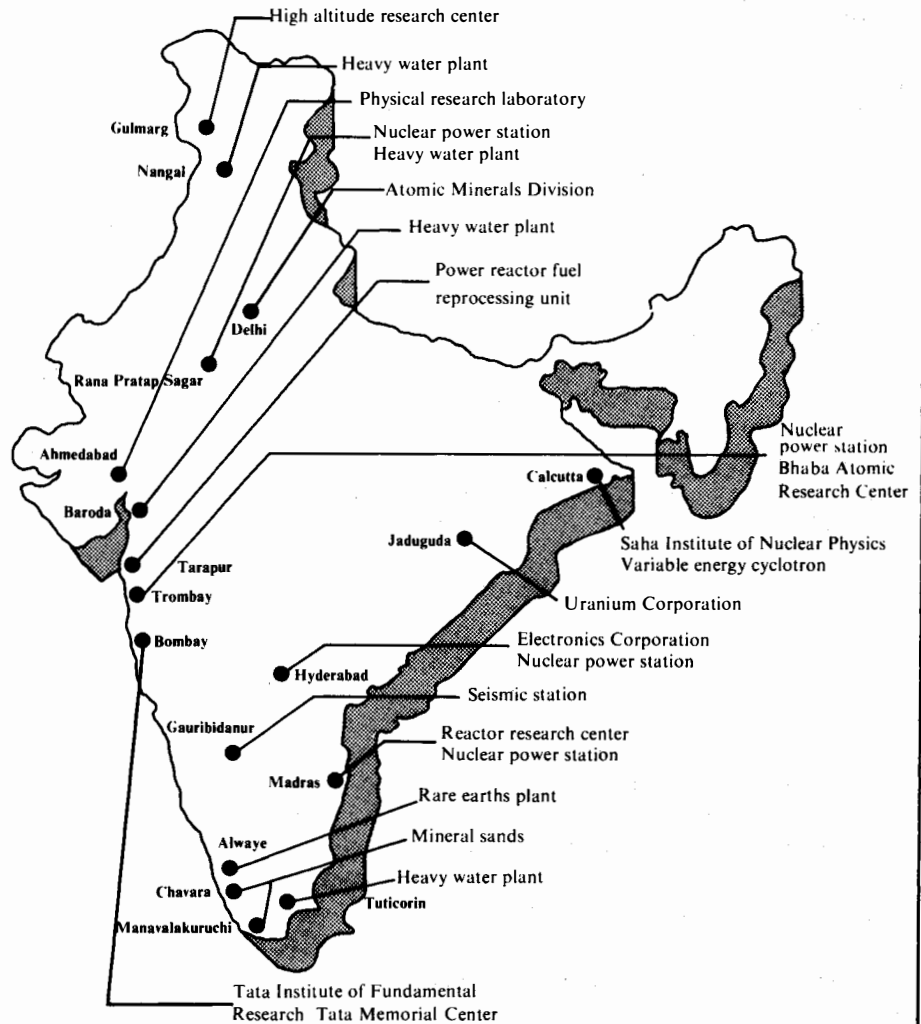 High altitude research center
Heavy water plant
Physical research laboratory
Gulmarg
Nuclear power station
Heavy water plant
Nangai
Atomic Minerals Division
Heavy water plant
Power reactor fuel
reprocessing unit
Delhi
Rana Pratap Sagar
Nuclear
power station
Bhaba Atomic
Research Center
Ahmedabad
Calcutta
Baroda
Jaduguda
Saha Institute of Nuclear Physics
Variable energy cyclotron
Tarapur
Trombay
Uranium Corporation
Bombay
Electronics Corporation
Nuclear power station
Hyderabad
Seismic station
Gauribidanur
Reactor research center
Nuclear power station
Madras
Rare earths plant
Mineral sands
Alwaye
Heavy water plant
Chavara
Tuticorin
Manavalakuruchi
Tata Institute of Fundamental
Research Tata Memorial Center